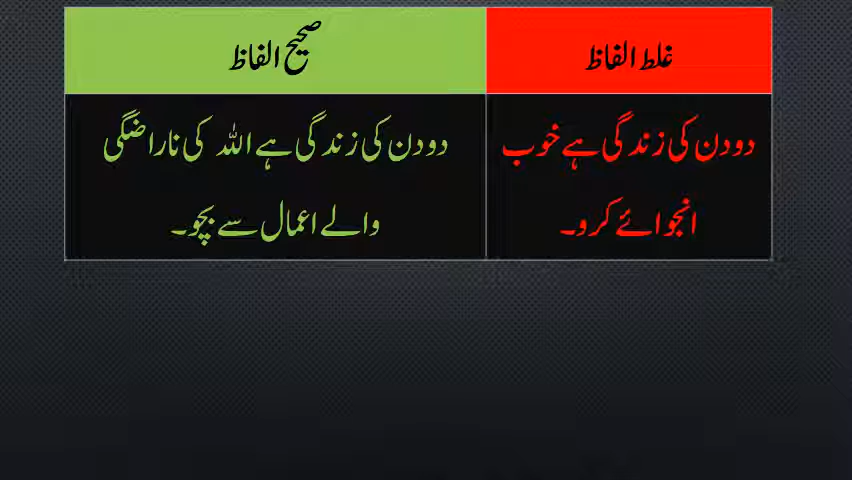 غلط الفاظ
صحیح الفاظ
دو دن کی زندگی ہے خوب
انجوائے کرو۔
دو دن کی زندگی ہے اللہ کی ناراضگی
والے اعمال سے بچو۔